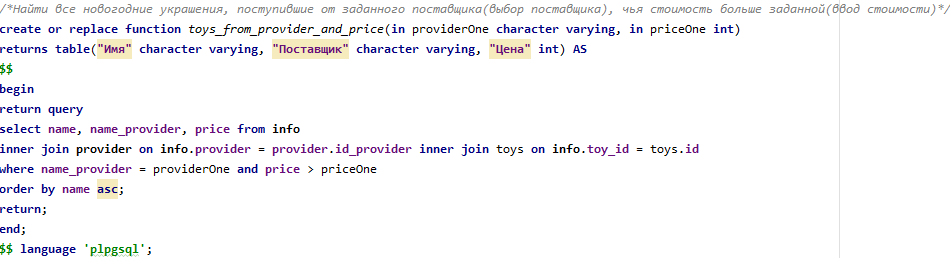 /*Найти все новогодние украшения, поступившие от заданного поставщика(выбор поставщика), чья стоимость больше заданной(ввод стоимости)*/
create or replace function toys_from_provider_and_price(in providerOne character varying, in priceOne int)
returns table("Имя" character varying, "Поставщик" character varying, "Цена" int) AS
$$
begin
return query
select name, name_provider, price from info
inner join provider on info.provider = provider.id_provider inner join toys on info.toy_id = toys.id
where name_provider = providerOne and price > priceOne
order by name asc;
return;
end;
$$ language 'plpgsql';